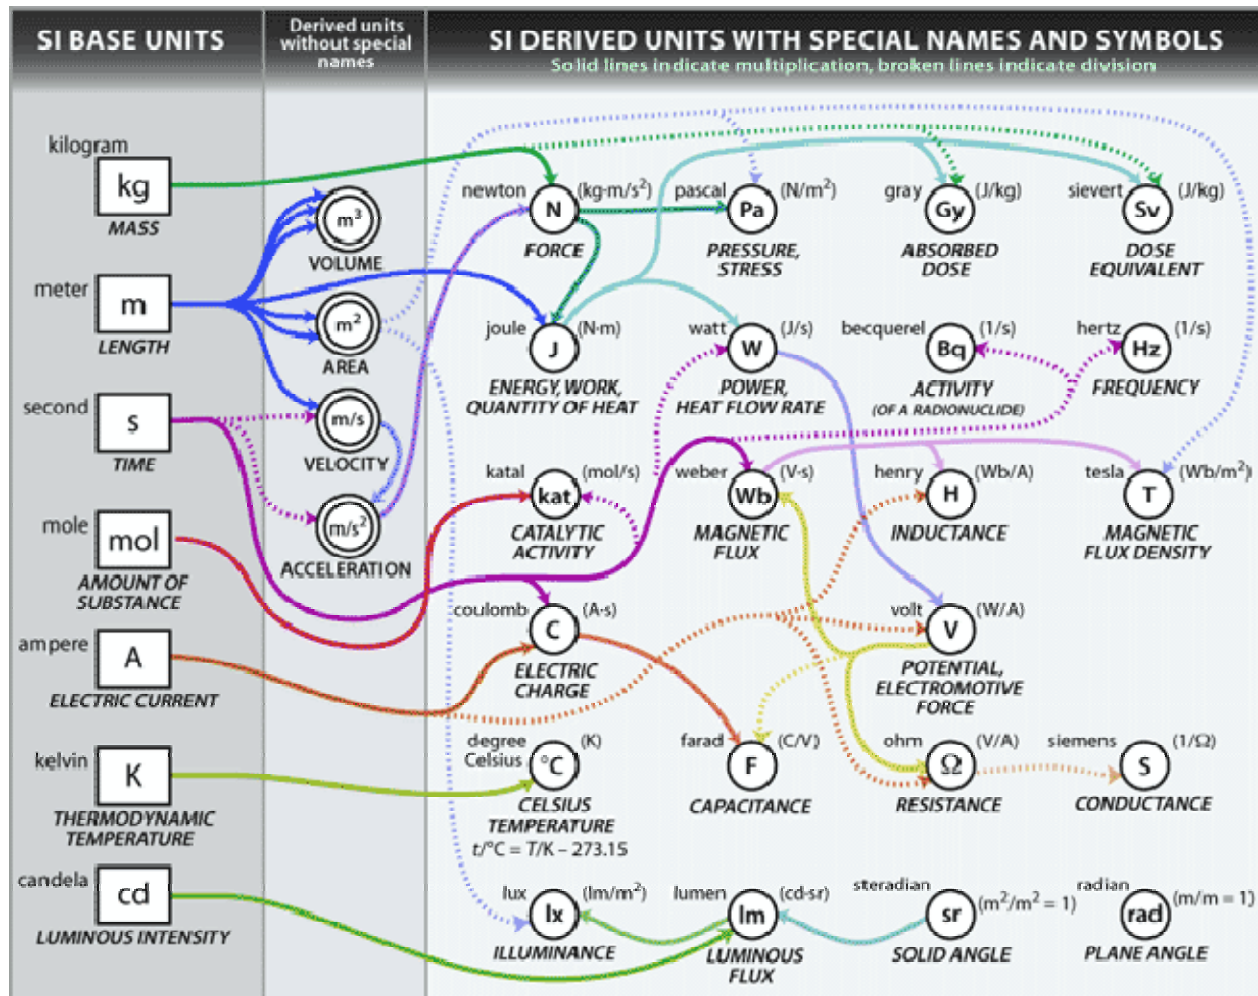 SI BASE UNITS
Derived units
without special
names
SI DERIVED UNITS WITH SPECIAL NAMES AND SYMBOLS
Solid lines indicate multiplication, broken lines indicate division
kilogram
kg
MASS
m³
VOLUME
newton
N
(kg·m/s²)
FORCE
pascal
Pa
(N/m²)
PRESSURE,
STRESS
gray
Gy
(J/kg)
ABSORBED
DOSE
sievert
Sv
(J/kg)
DOSE
EQUIVALENT
meter
m
LENGTH
m²
AREA
joule
J
(N·m)
ENERGY, WORK,
QUANTITY OF HEAT
watt
W
(J/s)
POWER,
HEAT FLOW RATE
becquerel
Bq
(1/s)
ACTIVITY
(OF A RADIONUCLIDE)
hertz
Hz
(1/s)
FREQUENCY
second
s
TIME
m/s
VELOCITY
katal
kat
(mol/s)
CATALYTIC
ACTIVITY
weber
Wb
(V·s)
MAGNETIC
FLUX
henry
H
(Wb/A)
INDUCTANCE
tesla
T
(Wb/m²)
MAGNETIC
FLUX DENSITY
mole
mol
AMOUNT OF
SUBSTANCE
m/s²
ACCELERATION
coulomb
C
(A·s)
ELECTRIC
CHARGE
volt
V
(W/A)
POTENTIAL,
ELECTROMOTIVE
FORCE
ampere
A
ELECTRIC CURRENT
kelvin
K
THERMODYNAMIC
TEMPERATURE
degree
Celsius
°C
(K)
CELSIUS
TEMPERATURE
t/°C = T/K – 273.15
farad
F
(C/V)
CAPACITANCE
ohm
Ω
(V/A)
RESISTANCE
siemens
S
(1/Ω)
CONDUCTANCE
candela
cd
LUMINOUS INTENSITY
lux
lx
(lm/m²)
ILLUMINANCE
lumen
lm
(cd·sr)
LUMINOUS
FLUX
steradian
sr
(m²/m² = 1)
SOLID ANGLE
radian
rad
(m/m = 1)
PLANE ANGLE